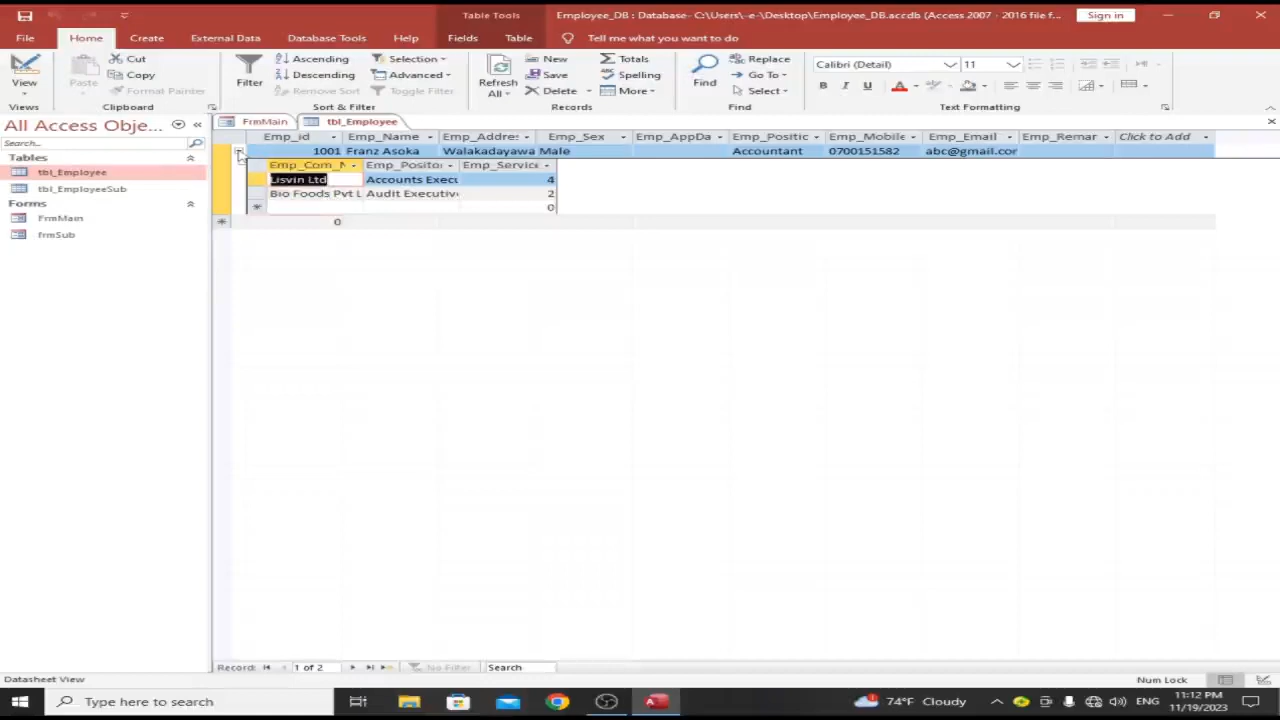 Table Tools
Employee_DB : Database- C:\Users\-e-\Desktop\Employee_DB.accdb (Access 2007 - 2016 file f...
Sign in
File Home Create External Data Database Tools Help Fields Table Tell me what you want to do
View
Views
Paste
Cut
Copy
Format Painter
Clipboard
Filter
Ascending
Descending
Remove Sort
Selection
Advanced
Toggle Filter
Sort & Filter
Refresh
All
New
Save
Delete
Totals
Spelling
More
Records
Find
Replace
Go To
Select
Find
Calibri (Detail) 11
B I U A
Text Formatting
All Access Obje...
Search...
Tables
tbl_Employee
tbl_EmployeeSub
Forms
FrmMain
frmSub
FrmMain tbl_Employee
Emp_id Emp_Name Emp_Addre: Emp_Sex Emp_AppDa Emp_Positic Emp_Mobile Emp_Email Emp_Remar Click to Add
1001 Franz Asoka Walakadayawa Male Accountant 0700151582 abc@gmail.cor
Emp_Com_N Emp_Positoi Emp_Service
Lisvin Ltd Accounts Execu 4
Bio Foods Pvt L Audit Executive 2
0
0
Record: 1 of 2 No Filter Search
Datasheet View
Num Lock
Type here to search
74°F Cloudy
ENG
11:12 PM
11/19/2023